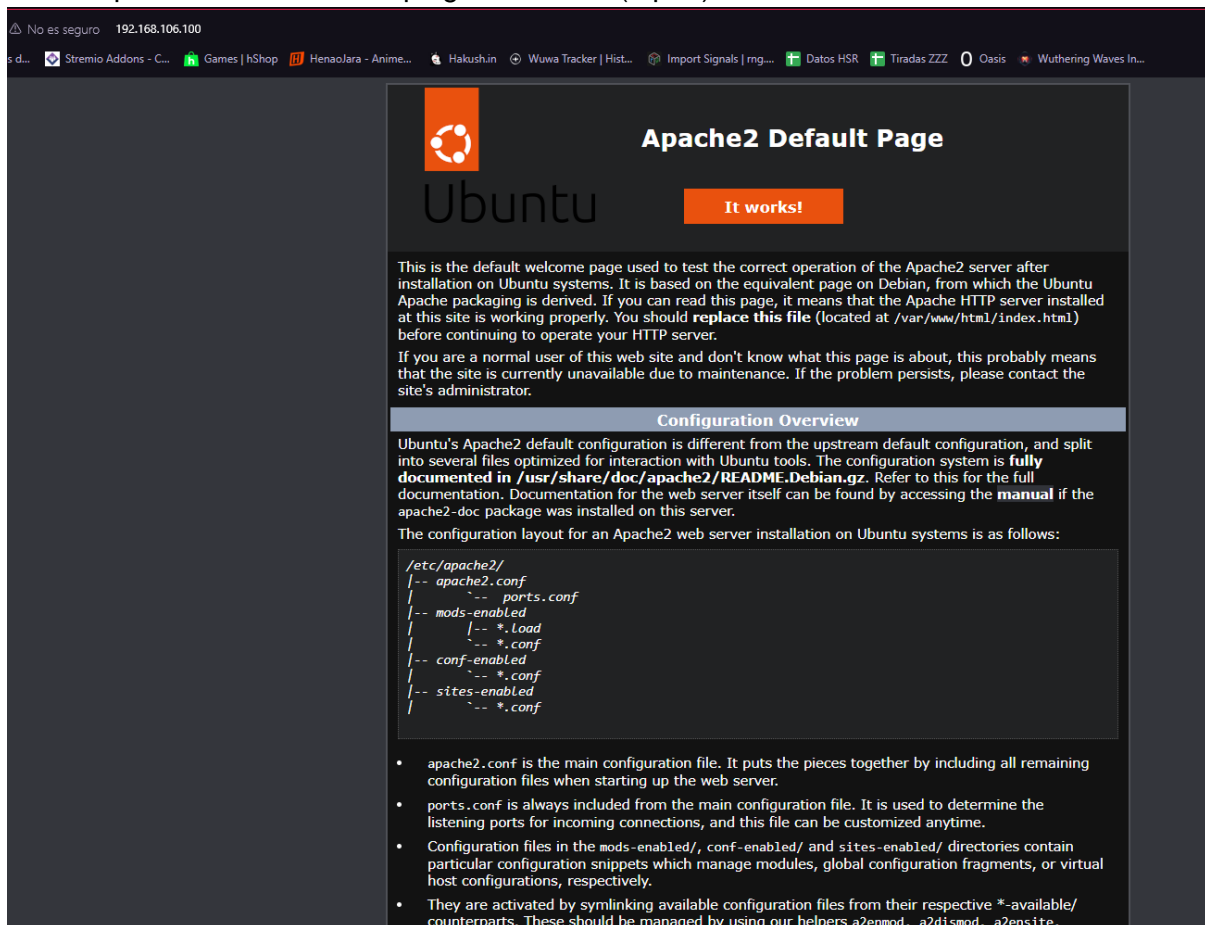 No es seguro 192.168.106.100
s d... Stremio Addons - C... Games | hShop HenaoJara - Anime... Hakush.in Wuwa Tracker | Hist... Import Signals | rng.... Datos HSR Tiradas ZZZ Oasis Wuthering Waves In...
Apache2 Default Page
Ubuntu
It works!
This is the default welcome page used to test the correct operation of the Apache2 server after
installation on Ubuntu systems. It is based on the equivalent page on Debian, from which the Ubuntu
Apache packaging is derived. If you can read this page, it means that the Apache HTTP server installed
at this site is working properly. You should replace this file (located at /var/www/html/index.html)
before continuing to operate your HTTP server.
If you are a normal user of this web site and don't know what this page is about, this probably means
that the site is currently unavailable due to maintenance. If the problem persists, please contact the
site's administrator.
Configuration Overview
Ubuntu's Apache2 default configuration is different from the upstream default configuration, and split
into several files optimized for interaction with Ubuntu tools. The configuration system is fully
documented in /usr/share/doc/apache2/README.Debian.gz. Refer to this for the full
documentation. Documentation for the web server itself can be found by accessing the manual if the
apache2-doc package was installed on this server.
The configuration layout for an Apache2 web server installation on Ubuntu systems is as follows:
/etc/apache2/
|-- apache2.conf
|       `--  ports.conf
|-- mods-enabled
|       |-- *.load
|       `-- *.conf
|-- conf-enabled
|       `-- *.conf
|-- sites-enabled
|       `-- *.conf
• apache2.conf is the main configuration file. It puts the pieces together by including all remaining
configuration files when starting up the web server.
• ports.conf is always included from the main configuration file. It is used to determine the
listening ports for incoming connections, and this file can be customized anytime.
• Configuration files in the mods-enabled/, conf-enabled/ and sites-enabled/ directories contain
particular configuration snippets which manage modules, global configuration fragments, or virtual
host configurations, respectively.
• They are activated by symlinking available configuration files from their respective *-available/
counterparts. These should be managed by using our helpers a2enmod, a2dismod, a2ensite,